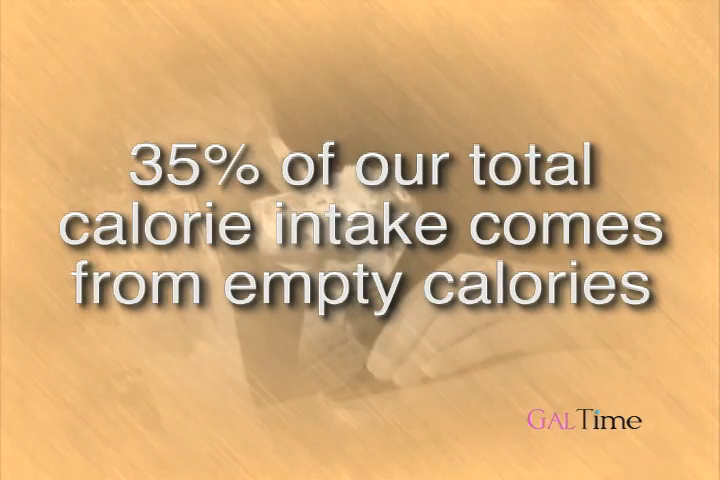 35% of our total
calorie intake comes
from empty calories
GALTime